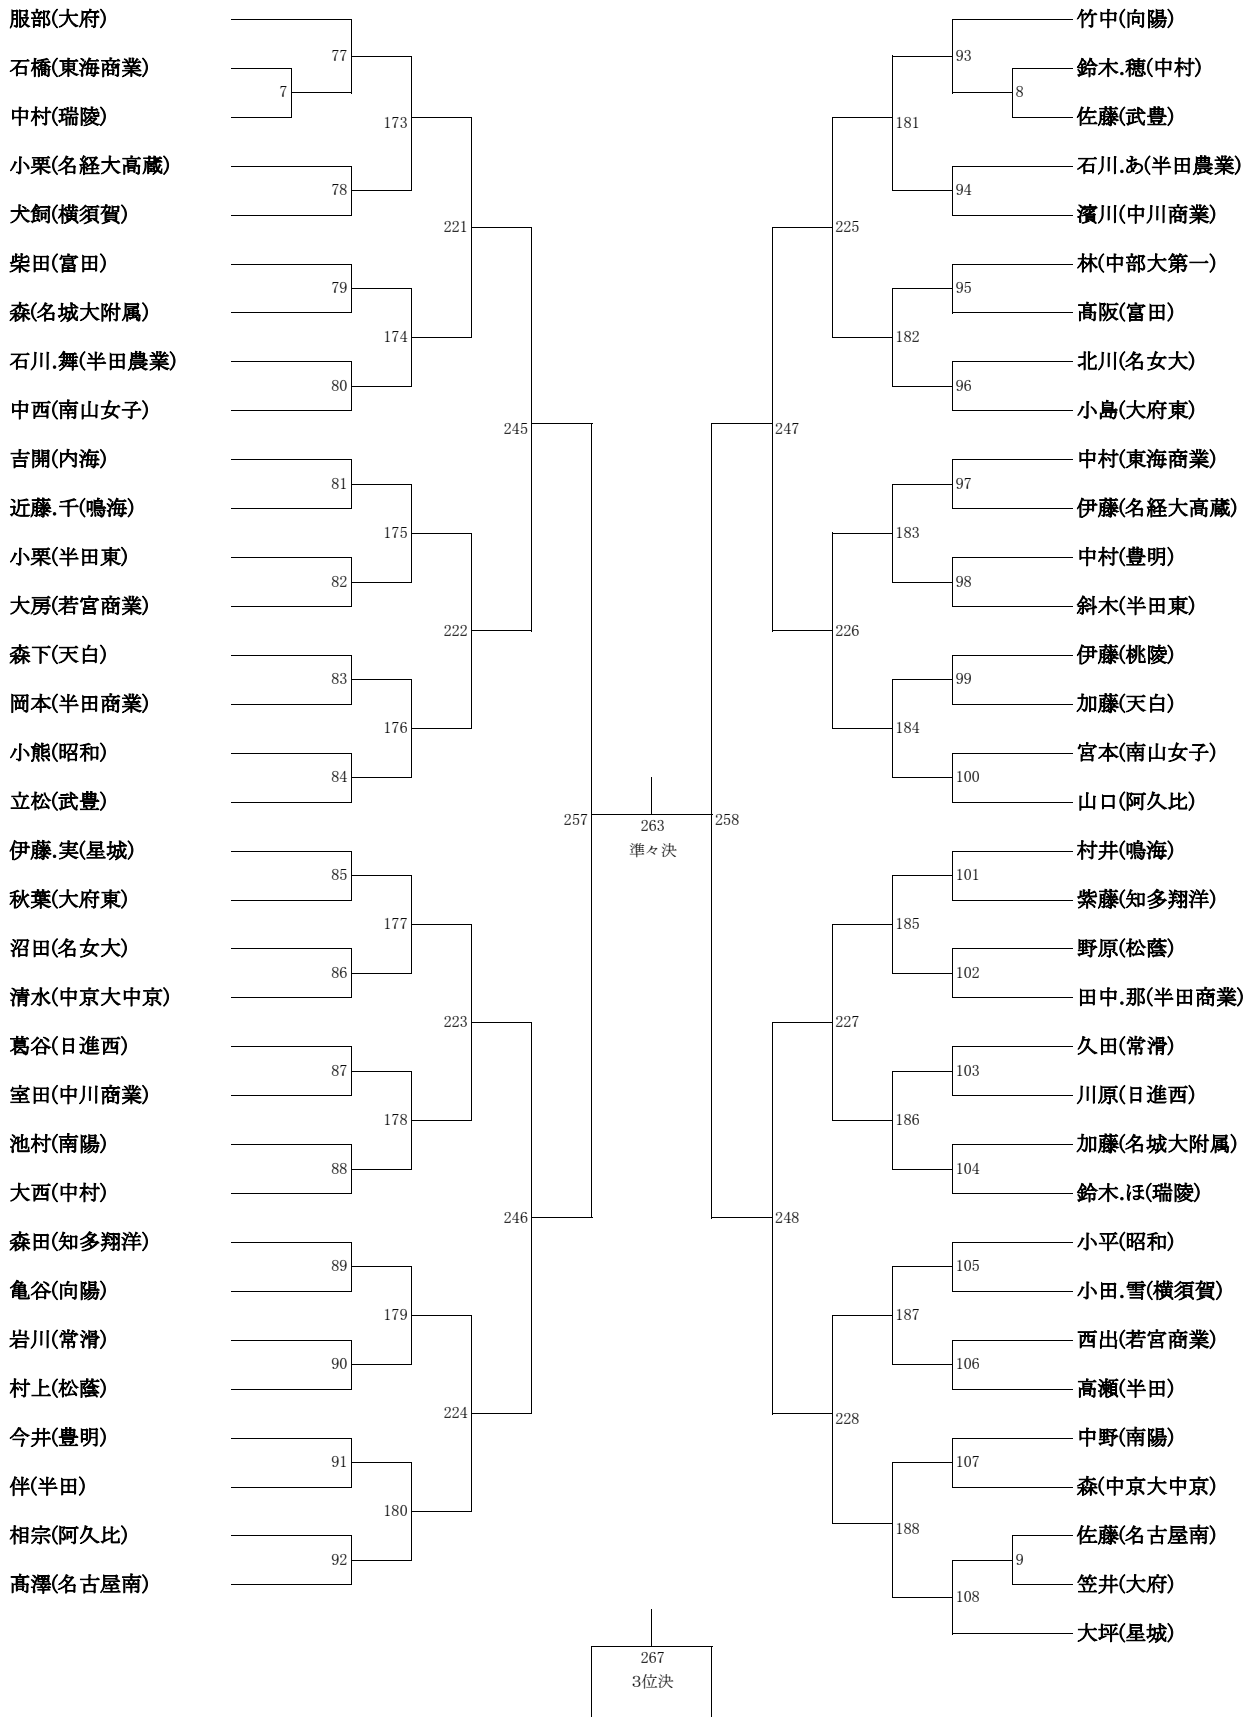 服部(大府)
石橋(東海商業)
中村(瑞陵)
小栗(名経大高蔵)
犬飼(横須賀)
柴田(富田)
森(名城大附属)
石川.舞(半田農業)
中西(南山女子)
吉開(内海)
近藤.千(鳴海)
小栗(半田東)
大房(若宮商業)
森下(天白)
岡本(半田商業)
小熊(昭和)
立松(武豊)
伊藤.実(星城)
秋葉(大府東)
沼田(名女大)
清水(中京大中京)
葛谷(日進西)
室田(中川商業)
池村(南陽)
大西(中村)
森田(知多翔洋)
亀谷(向陽)
岩川(常滑)
村上(松蔭)
今井(豊明)
伴(半田)
相宗(阿久比)
髙澤(名古屋南)
7
77
78
79
80
81
82
83
84
85
86
87
88
89
90
91
92
173
174
175
176
177
178
179
180
221
222
223
224
245
246
257
263
準々決
267
3位決
258
247
248
225
226
227
228
181
182
183
184
185
186
187
188
93
94
95
96
97
98
99
100
101
102
103
104
105
106
107
108
8
9
竹中(向陽)
鈴木.穂(中村)
佐藤(武豊)
石川.あ(半田農業)
濱川(中川商業)
林(中部大第一)
髙阪(富田)
北川(名女大)
小島(大府東)
中村(東海商業)
伊藤(名経大高蔵)
中村(豊明)
斜木(半田東)
伊藤(桃陵)
加藤(天白)
宮本(南山女子)
山口(阿久比)
村井(鳴海)
紫藤(知多翔洋)
野原(松蔭)
田中.那(半田商業)
久田(常滑)
川原(日進西)
加藤(名城大附属)
鈴木.ほ(瑞陵)
小平(昭和)
小田.雪(横須賀)
西出(若宮商業)
高瀬(半田)
中野(南陽)
森(中京大中京)
佐藤(名古屋南)
笠井(大府)
大坪(星城)